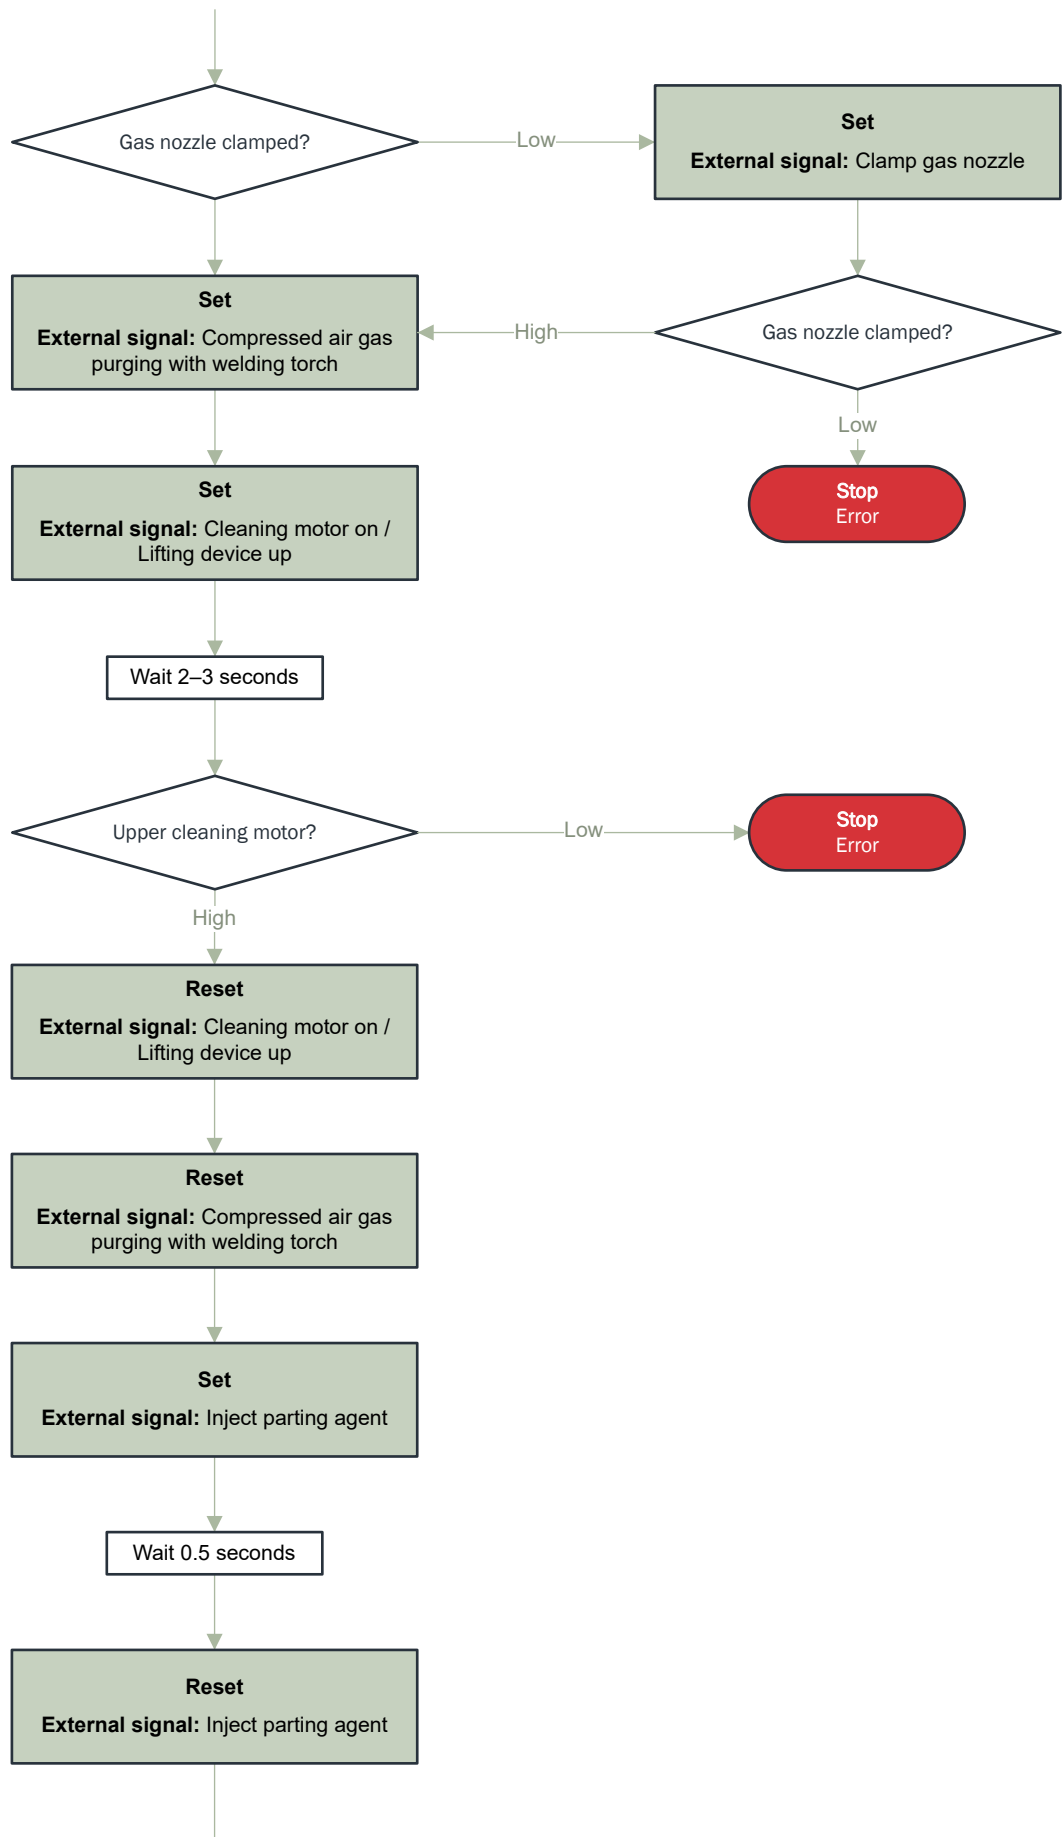 Gas nozzle clamped?
Low
Set
External signal: Clamp gas nozzle
Set
External signal: Compressed air gas
purging with welding torch
High
Gas nozzle clamped?
Low
Stop
Error
Set
External signal: Cleaning motor on /
Lifting device up
Wait 2–3 seconds
Upper cleaning motor?
Low
Stop
Error
High
Reset
External signal: Cleaning motor on /
Lifting device up
Reset
External signal: Compressed air gas
purging with welding torch
Set
External signal: Inject parting agent
Wait 0.5 seconds
Reset
External signal: Inject parting agent